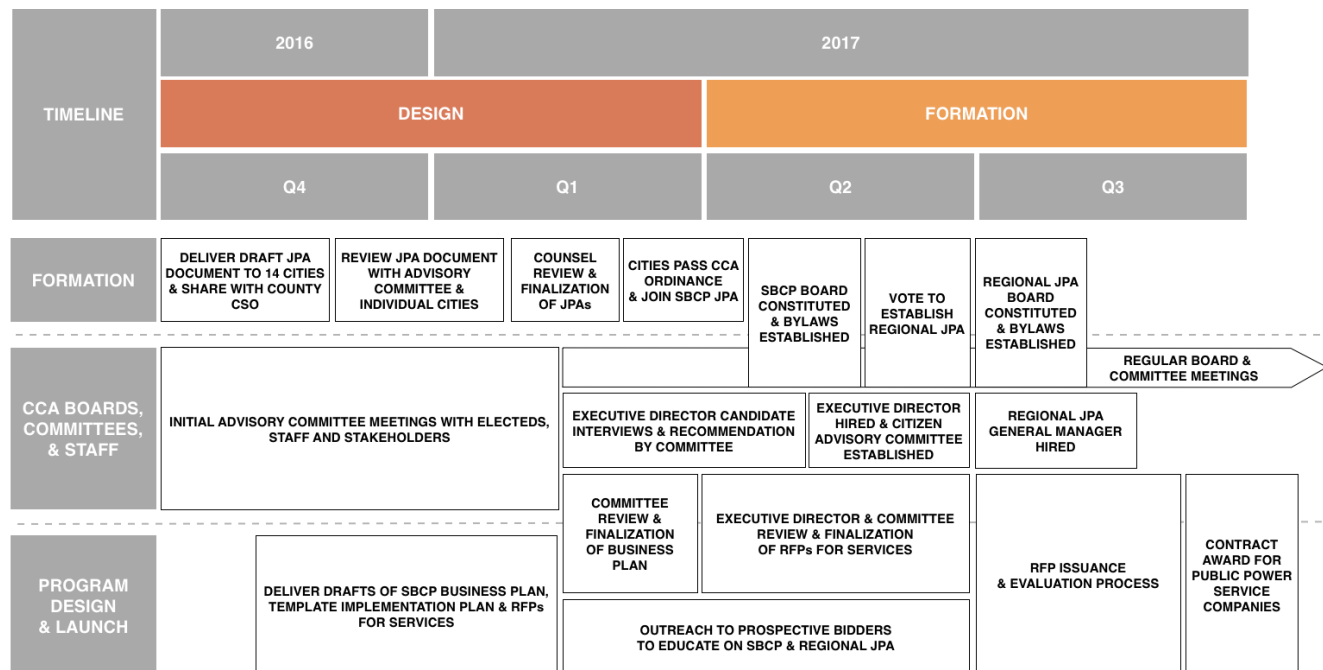 TIMELINE
2016
2017
DESIGN
FORMATION
Q4
Q1
Q2
Q3
FORMATION
DELIVER DRAFT JPA
DOCUMENT TO 14 CITIES
& SHARE WITH COUNTY
CSO
REVIEW JPA DOCUMENT
WITH ADVISORY
COMMITTEE &
INDIVIDUAL CITIES
COUNSEL
REVIEW &
FINALIZATION
OF JPAs
CITIES PASS CCA
ORDINANCE
& JOIN SBCP JPA
SBCP BOARD
CONSTITUTED
& BYLAWS
ESTABLISHED
VOTE TO
ESTABLISH
REGIONAL JPA
REGIONAL JPA
BOARD
CONSTITUTED
& BYLAWS
ESTABLISHED
CCA BOARDS,
COMMITTEES,
& STAFF
INITIAL ADVISORY COMMITTEE MEETINGS WITH ELECTEDS,
STAFF AND STAKEHOLDERS
REGULAR BOARD &
COMMITTEE MEETINGS
EXECUTIVE DIRECTOR CANDIDATE
INTERVIEWS & RECOMMENDATION
BY COMMITTEE
EXECUTIVE DIRECTOR
HIRED & CITIZEN
ADVISORY COMMITTEE
ESTABLISHED
REGIONAL JPA
GENERAL MANAGER
HIRED
PROGRAM
DESIGN
& LAUNCH
DELIVER DRAFTS OF SBCP BUSINESS PLAN,
TEMPLATE IMPLEMENTATION PLAN & RFPs
FOR SERVICES
COMMITTEE
REVIEW &
FINALIZATION
OF BUSINESS
PLAN
EXECUTIVE DIRECTOR & COMMITTEE
REVIEW & FINALIZATION
OF RFPs FOR SERVICES
OUTREACH TO PROSPECTIVE BIDDERS
TO EDUCATE ON SBCP & REGIONAL JPA
RFP ISSUANCE
& EVALUATION PROCESS
CONTRACT
AWARD FOR
PUBLIC POWER
SERVICE
COMPANIES